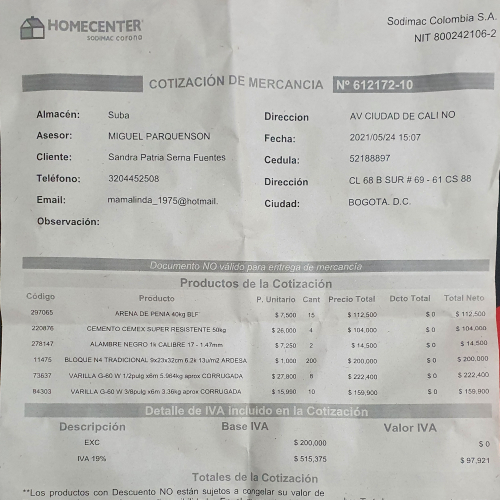 HOMECENTER
SODIMAC corona
Sodimac Colombia S.A.
NIT 800242106-2
COTIZACIÓN DE MERCANCIA Nº 612172-10
Almacén: Suba Direccion AV CIUDAD DE CALI NO
Asesor: MIGUEL PARQUENSON Fecha: 2021/05/24 15:07
Cliente: Sandra Patria Serna Fuentes Cedula: 52188897
Teléfono: 3204452508 Dirección CL 68 B SUR # 69 - 61 CS 88
Email: mamalinda_1975@hotmail. Ciudad: BOGOTA. D.C.
Observación:
Documento NO válido para entrega de mercancía
Productos de la Cotización
Código Producto P. Unitario Cant Precio Total Dcto Total Total Neto
297065 ARENA DE PENIA 40kg BLF $ 7,500 15 $ 112,500 $ 0 $ 112,500
220876 CEMENTO CEMEX SUPER RESISTENTE 50kg $ 26,000 4 $ 104,000 $ 0 $ 104,000
278147 ALAMBRE NEGRO 1k CALIBRE 17 - 1.47mm $ 7,250 2 $ 14,500 $ 0 $ 14,500
11475 BLOQUE N4 TRADICIONAL 9x23x32cm 6.2k 13u/m2 ARDESA $ 1,000 200 $ 200,000 $ 0 $ 200,000
73637 VARILLA G-60 W 1/2pulg x6m 5.964kg aprox CORRUGADA $ 27,800 8 $ 222,400 $ 0 $ 222,400
84303 VARILLA G-60 W 3/8pulg x6m 3.36kg aprox CORRUGADA $ 15,990 10 $ 159,900 $ 0 $ 159,900
Detalle de IVA incluido en la Cotización
Descripción Base IVA Valor IVA
EXC $ 200,000 $ 0
IVA 19% $ 515,375 $ 97,921
Totales de la Cotización
**Los productos con Descuento NO están sujetos a congelar su valor de